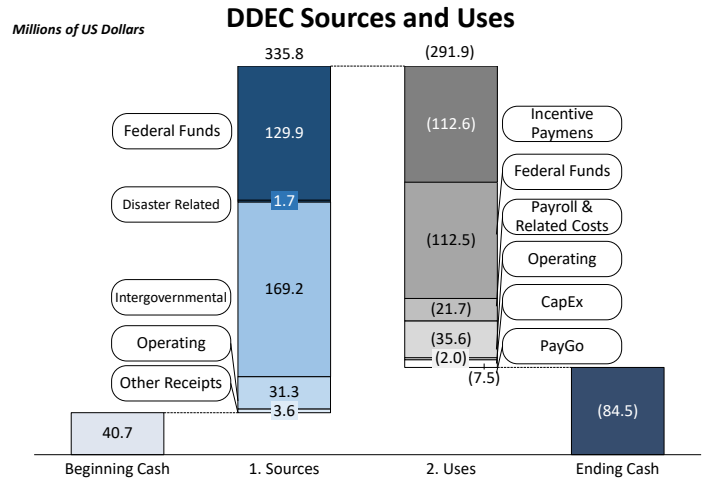 DDEC Sources and Uses
Millions of US Dollars
335.8
(291.9)
Federal Funds
129.9
(112.6)
Incentive
Paymens
Federal Funds
Disaster Related
1.7
Payroll &
Related Costs
(112.5)
Operating
Intergovernmental
169.2
(21.7)
CapEx
Operating
(35.6)
PayGo
(2.0)
Other Receipts
31.3
(7.5)
3.6
40.7
(84.5)
Beginning Cash
1. Sources
2. Uses
Ending Cash